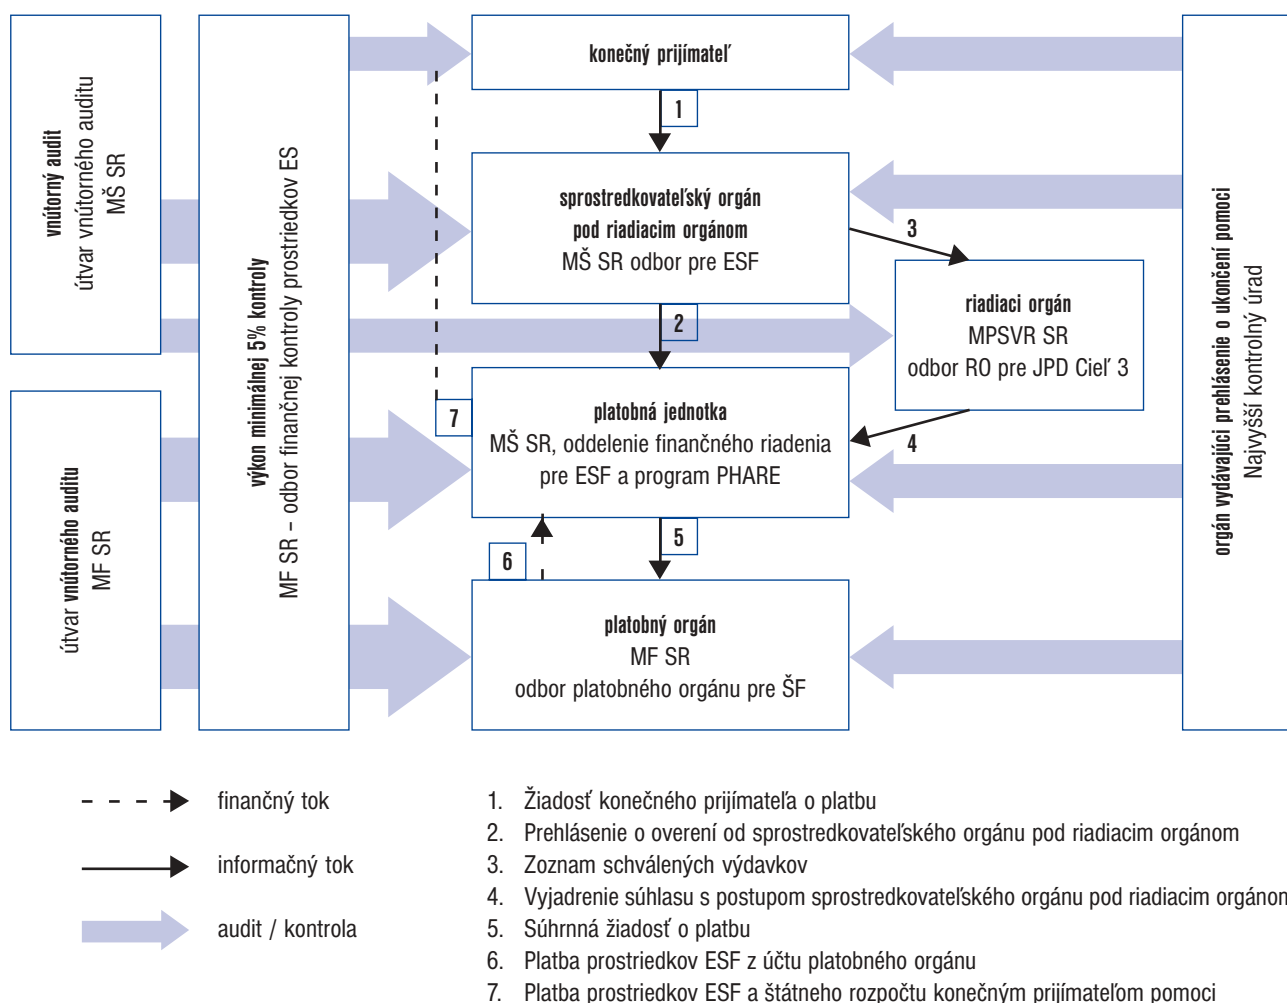 vnútorný audit
útvar vnútorného auditu
MŠ SR
útvar vnútorného auditu
MF SR
výkon minimálnej 5% kontroly
MF SR – odbor finančnej kontroly prostriedkov ES
konečný prijímateľ
1
sprostredkovateľský orgán
pod riadiacim orgánom
MŠ SR odbor pre ESF
3
2
riadiaci orgán
MPSVR SR
odbor RO pre JPD Cieľ 3
7
platobná jednotka
MŠ SR, oddelenie finančného riadenia
pre ESF a program PHARE
4
6
5
platobný orgán
MF SR
odbor platobného orgánu pre ŠF
orgán vydávajúci prehlásenie o ukončení pomoci
Najvyšší kontrolný úrad
finančný tok
informačný tok
audit / kontrola
1. Žiadosť konečného prijímateľa o platbu
2. Prehlásenie o overení od sprostredkovateľského orgánu pod riadiacim orgánom
3. Zoznam schválených výdavkov
4. Vyjadrenie súhlasu s postupom sprostredkovateľského orgánu pod riadiacim orgánom
5. Súhrnná žiadosť o platbu
6. Platba prostriedkov ESF z účtu platobného orgánu
7. Platba prostriedkov ESF a štátneho rozpočtu konečným prijímateľom pomoci